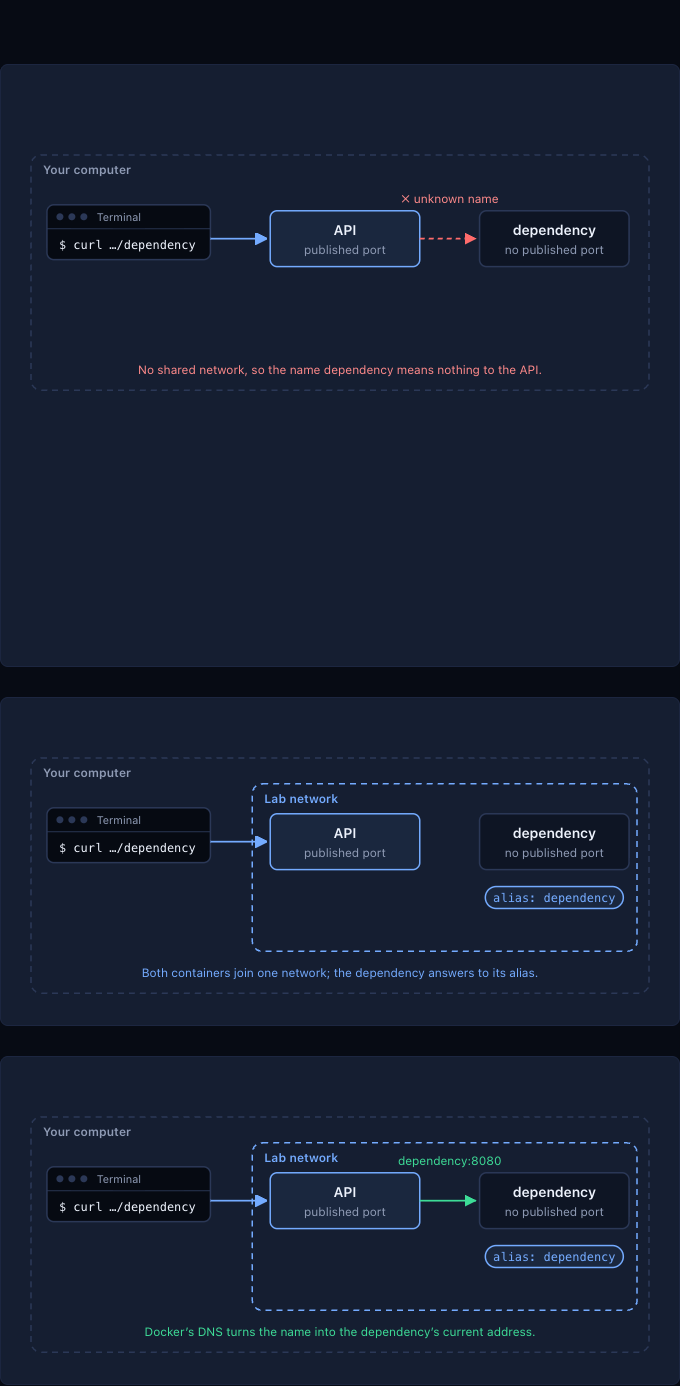 Your computer
Terminal
$ curl …/dependency
API
published port
✕ unknown name
dependency
no published port
No shared network, so the name dependency means nothing to the API.
Your computer
Lab network
Terminal
$ curl …/dependency
API
published port
dependency
no published port
alias: dependency
Both containers join one network; the dependency answers to its alias.
Your computer
Lab network
dependency:8080
Terminal
$ curl …/dependency
API
published port
dependency
no published port
alias: dependency
Docker’s DNS turns the name into the dependency’s current address.